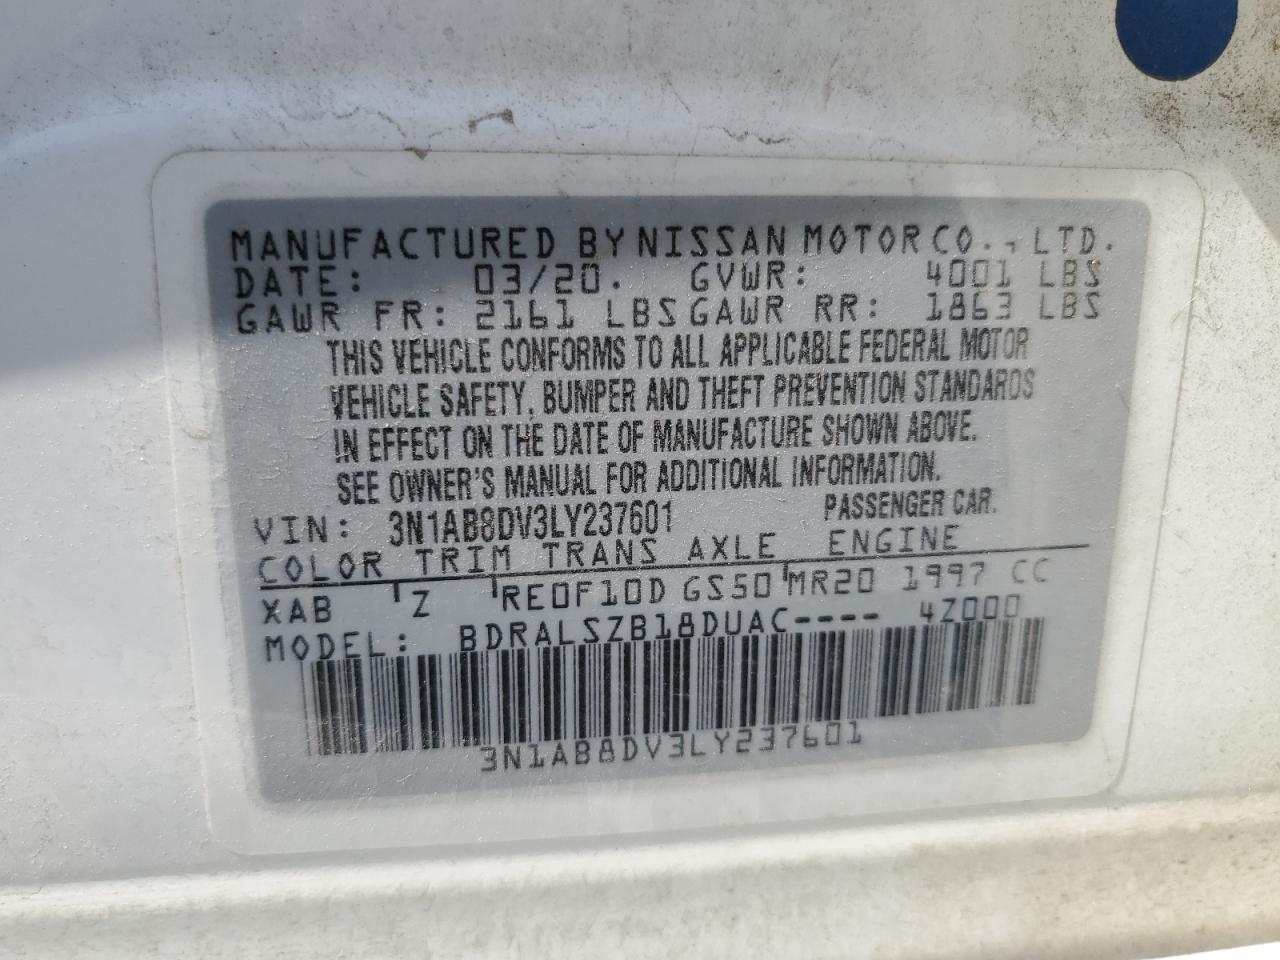 MANUFACTURED BY NISSAN MOTOR CO., LTD.
DATE: 03/20. GVWR: 4001 LBS
GAWR FR: 2161 LBS GAWR RR: 1863 LBS
THIS VEHICLE CONFORMS TO ALL APPLICABLE FEDERAL MOTOR
VEHICLE SAFETY, BUMPER AND THEFT PREVENTION STANDARDS
IN EFFECT ON THE DATE OF MANUFACTURE SHOWN ABOVE.
SEE OWNER'S MANUAL FOR ADDITIONAL INFORMATION.
VIN: 3N1AB8DV3LY237601 PASSENGER CAR.
COLOR TRIM TRANS AXLE ENGINE
XAB Z RE0F10D GS50 MR20 1997 CC
MODEL: BDRALSZB18DUAC---- 4Z000
3N1AB8DV3LY237601